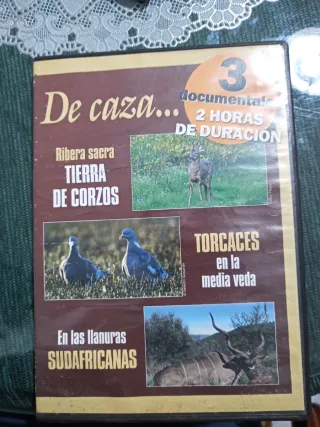 De caza...
3
documentales
2 HORAS
DE DURACIÓN
Ribera sacra
TIERRA
DE CORZOS
TORCACES
en la
media veda
En las llanuras
SUDAFRICANAS